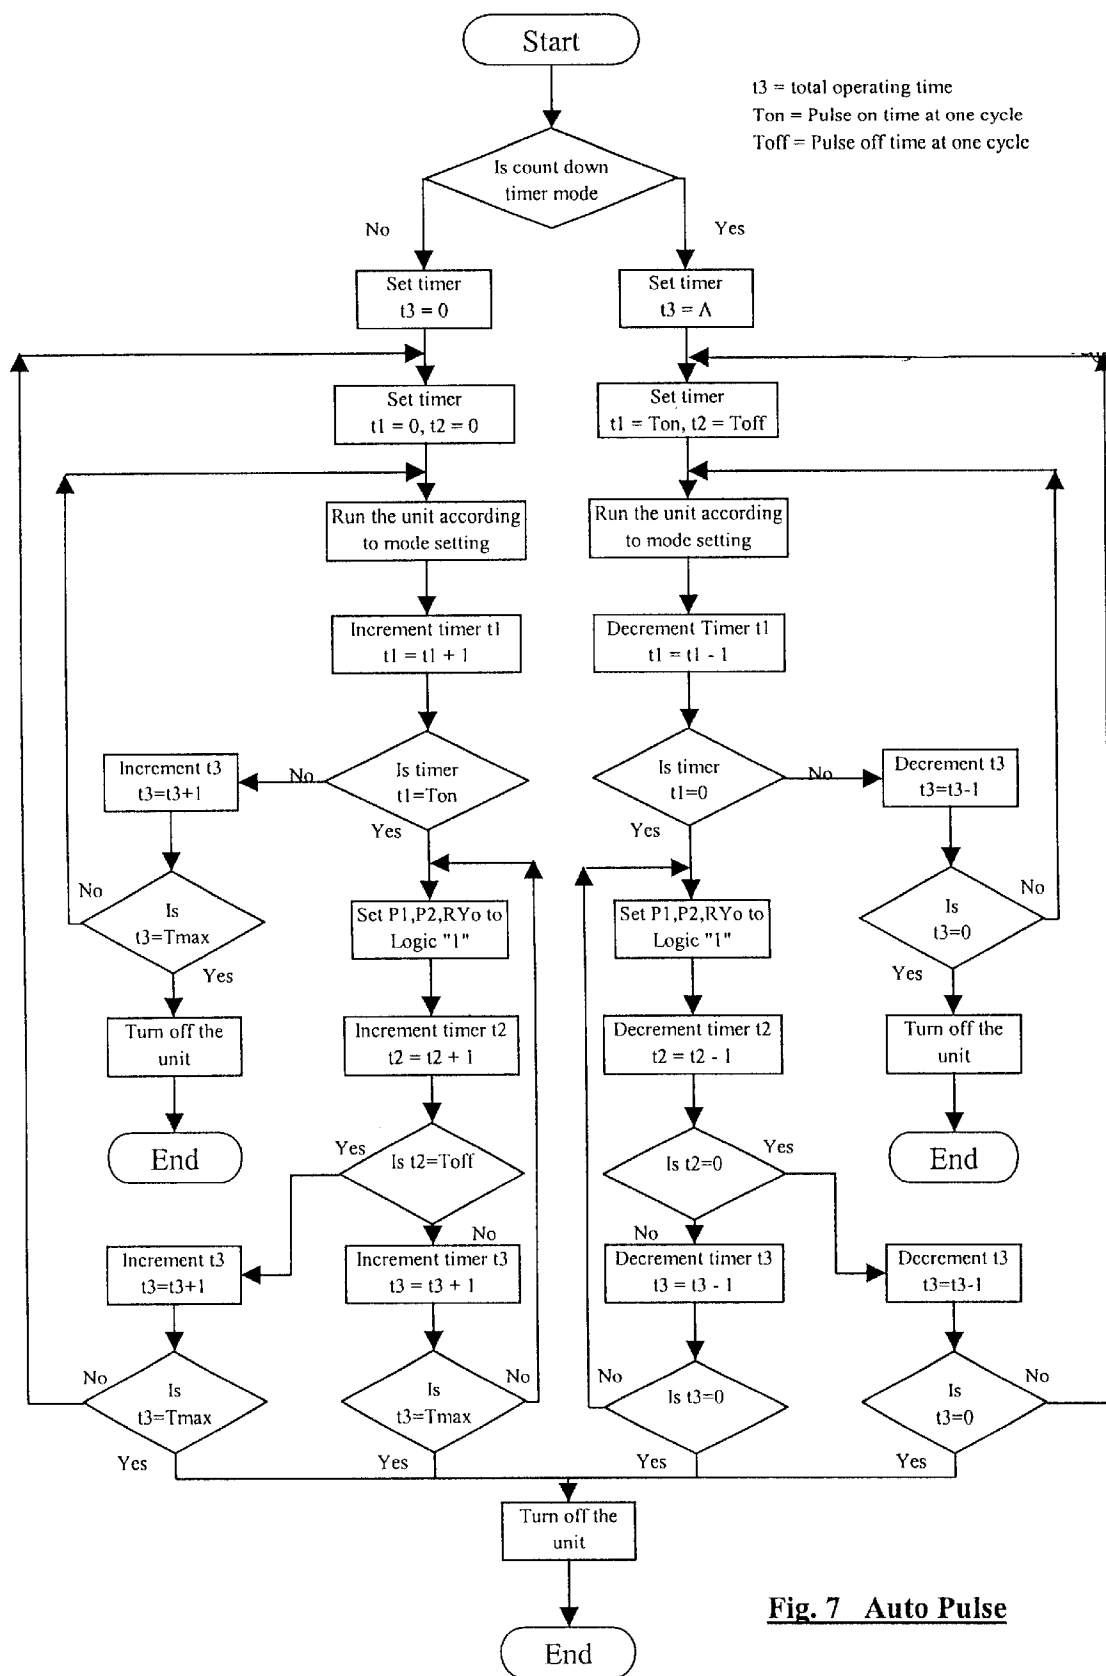 Start
t3 = total operating time
Ton = Pulse on time at one cycle
Toff = Pulse off time at one cycle
Is count down
timer mode
No
Yes
Set timer
t3 = 0
Set timer
t3 = A
Set timer
t1 = 0, t2 = 0
Set timer
t1 = Ton, t2 = Toff
Run the unit according
to mode setting
Run the unit according
to mode setting
Increment timer t1
t1 = t1 + 1
Decrement Timer t1
t1 = t1 - 1
Increment t3
t3=t3+1
No
Is timer
t1=Ton
Is timer
t1=0
No
Decrement t3
t3=t3-1
Yes
Yes
No
Is
t3=Tmax
Yes
Set P1,P2,RYo to
Logic "1"
Set P1,P2,RYo to
Logic "1"
Is
t3=0
No
Yes
Turn off the
unit
Increment timer t2
t2 = t2 + 1
Decrement timer t2
t2 = t2 - 1
Turn off the
unit
End
Yes
Is t2=Toff
No
Is t2=0
Yes
No
End
Increment t3
t3=t3+1
Increment timer t3
t3 = t3 + 1
Decrement timer t3
t3 = t3 - 1
Decrement t3
t3=t3-1
No
Is
t3=Tmax
Yes
Is
t3=Tmax
No
Yes
No
Is t3=0
Yes
Is
t3=0
No
Yes
Turn off the
unit
End
Fig. 7 Auto Pulse